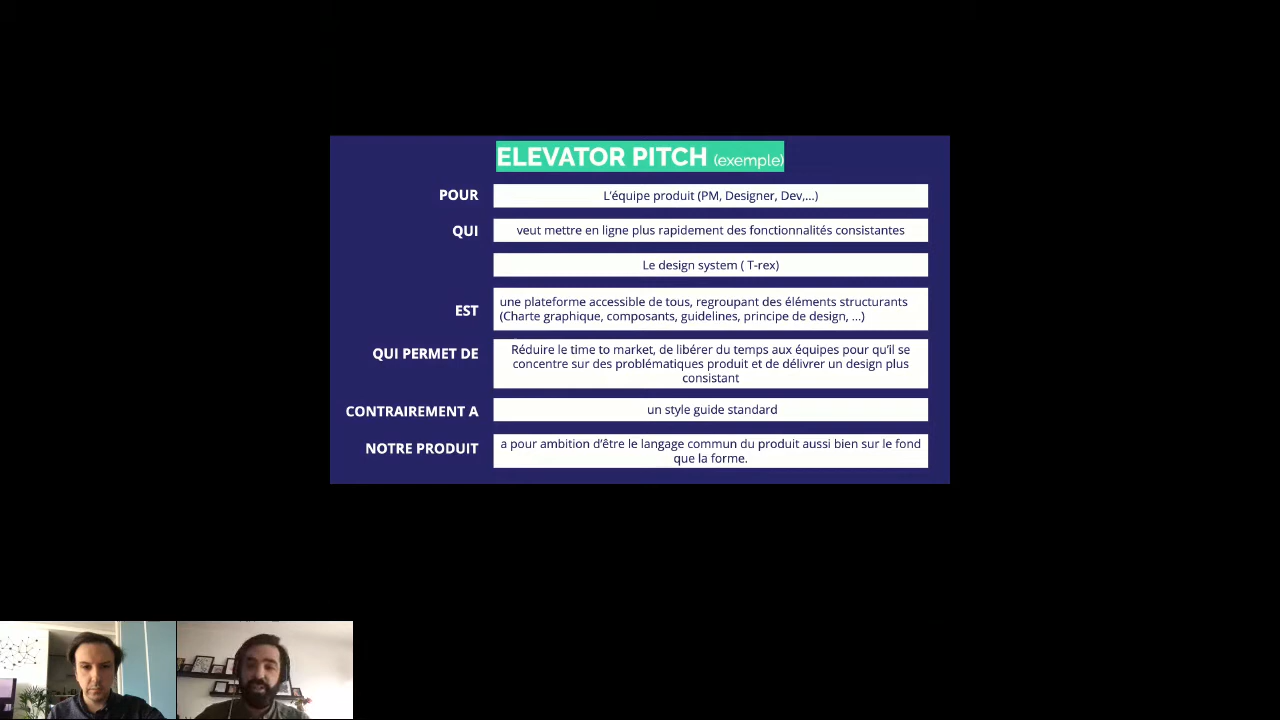 ELEVATOR PITCH (exemple)
POUR
L'équipe produit (PM, Designer, Dev,...)
QUI
veut mettre en ligne plus rapidement des fonctionnalités consistantes
Le design system ( T-rex)
EST
une plateforme accessible de tous, regroupant des éléments structurants
(Charte graphique, composants, guidelines, principe de design, ...)
QUI PERMET DE
Réduire le time to market, de libérer du temps aux équipes pour qu'il se
concentre sur des problématiques produit et de délivrer un design plus
consistant
CONTRAIREMENT A
un style guide standard
NOTRE PRODUIT
a pour ambition d'être le langage commun du produit aussi bien sur le fond
que la forme.